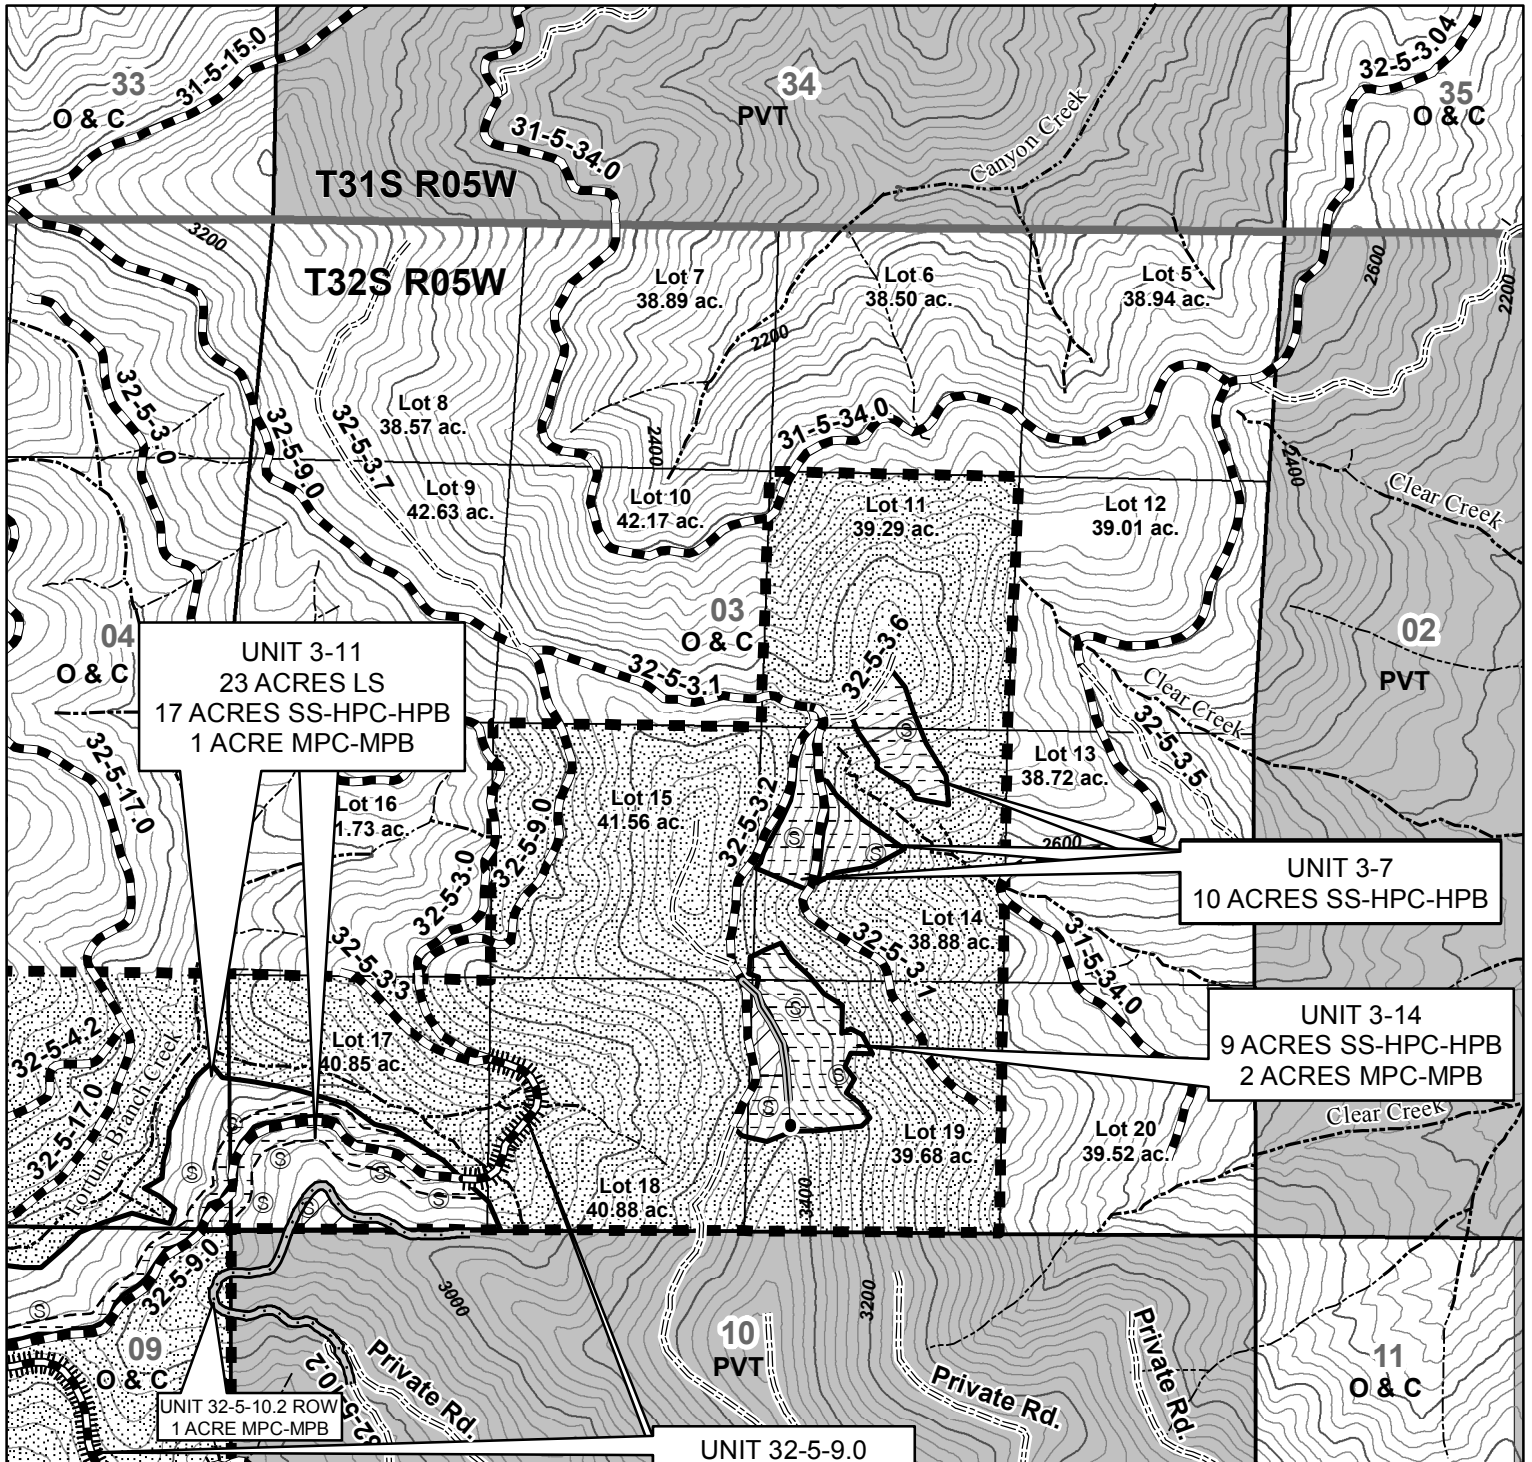 33
O & C
31-5-15.0
34
PVT
32-5-3.04
35
O & C
31-5-34.0
Canyon Creek
T31S R05W
3200
T32S R05W
Lot 7
38.89 ac.
Lot 6
38.50 ac.
Lot 5
38.94 ac.
2600
2200
2200
32-5-3.0
32-5-9.0
32-5-3.7
Lot 8
38.57 ac.
2400
31-5-34.0
Lot 9
42.63 ac.
Lot 10
42.17 ac.
Lot 11
39.29 ac.
Lot 12
39.01 ac.
2400
Clear Creek
04
O & C
03
O & C
02
PVT
UNIT 3-11
23 ACRES LS
17 ACRES SS-HPC-HPB
1 ACRE MPC-MPB
32-5-3.1
32-5-3.6
Clear Creek
32-5-3.5
S
32-5-17.0
Lot 16
1.73 ac.
32-5-9.0
Lot 15
41.56 ac.
32-5-3.2
Lot 13
38.72 ac.
2600
S
S
UNIT 3-7
10 ACRES SS-HPC-HPB
32-5-3.0
32-5-3.3
Lot 14
38.88 ac.
32-5-3.1
31-5-34.0
S
UNIT 3-14
9 ACRES SS-HPC-HPB
2 ACRES MPC-MPB
32-5-4.2
Lot 17
40.85 ac.
S
S
32-5-17.0
Fortune Branch Creek
S
S
S
S
S
S
S
Clear Creek
Lot 18
40.88 ac.
3400
Lot 19
39.68 ac.
Lot 20
39.52 ac.
32-5-9.0
S
3000
3200
09
O & C
10
PVT
11
O & C
UNIT 32-5-10.2 ROW
1 ACRE MPC-MPB
32-5-10.2
Private Rd.
Private Rd.
Private Rd.
UNIT 32-5-9.0